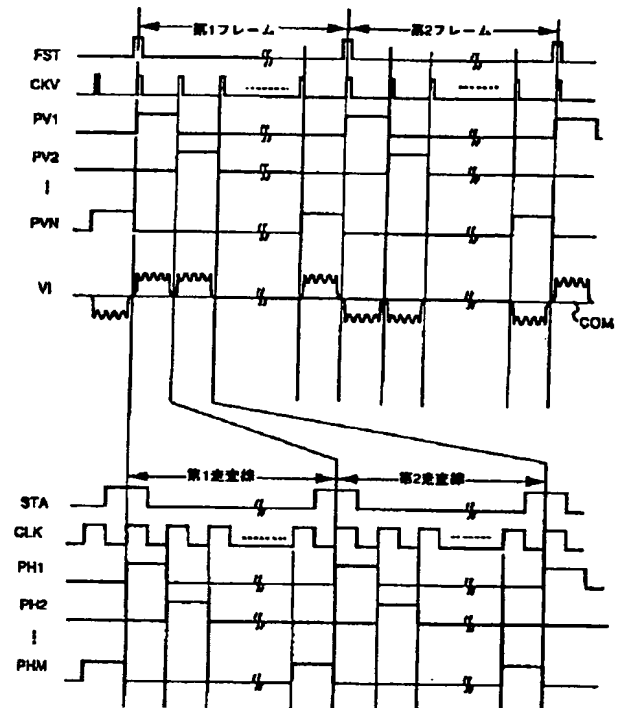 第1フレーム 第2フレーム
FST
CKV
PV1
PV2
PVN
VI
COM
第1走査線 第2走査線
STA
CLK
PH1
PH2
PHM